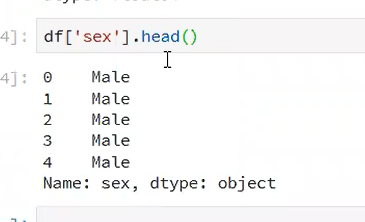 4]: df['sex'].head()
4]: 0    Male
1    Male
2    Male
3    Male
4    Male
Name: sex, dtype: object